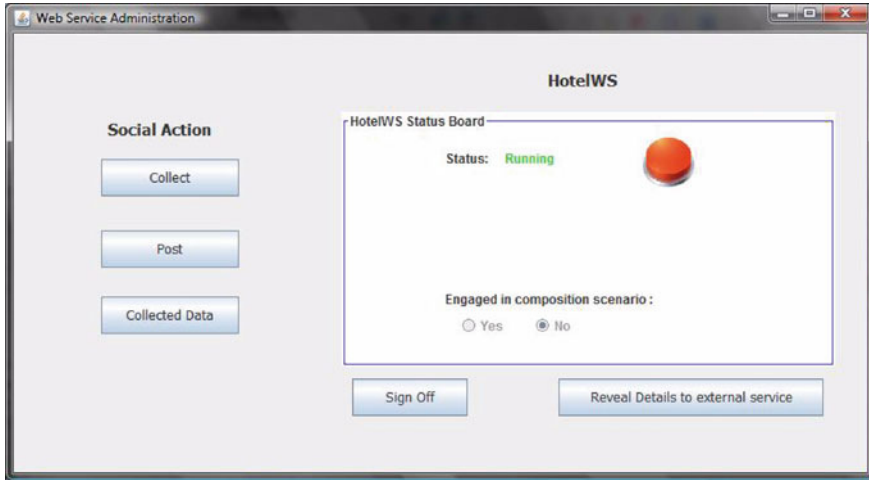 Web Service Administration
HotelWS
Social Action
Collect
Post
Collected Data
HotelWS Status Board
Status: Running
Engaged in composition scenario :
Yes No
Sign Off
Reveal Details to external service